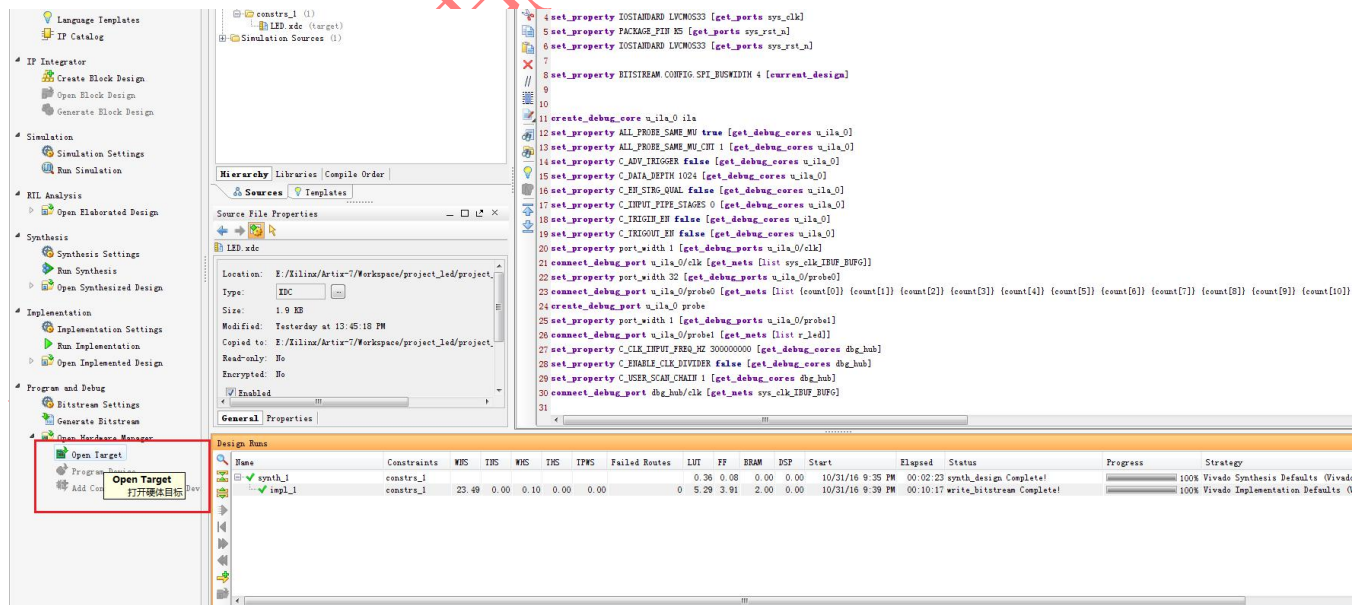 Language Templates
IP Catalog
IP Integrator
Create Block Design
Open Block Design
Generate Block Design
Simulation
Simulation Settings
Run Simulation
RTL Analysis
Open Elaborated Design
Synthesis
Synthesis Settings
Run Synthesis
Open Synthesized Design
Implementation
Implementation Settings
Run Implementation
Open Implemented Design
Program and Debug
Bitstream Settings
Generate Bitstream
Open Hardware Manager
Open Target
Program
Add Con
Dev
Open Target
打开硬体目标
constrs_1 (1)
LED.xdc (target)
Simulation Sources (1)
Hierarchy Libraries Compile Order
Sources Templates
Source File Properties
LED.xdc
Location: E:/Xilinx/Artix-7/Workspace/project_led/project_
Type: XDC
Size: 1.9 KB
Modified: Yesterday at 13:45:18 PM
Copied to: E:/Xilinx/Artix-7/Workspace/project_led/project_
Read-only: No
Encrypted: No
Enabled
General Properties
4 set_property IOSTANDARD LVCMOS33 [get_ports sys_clk]
5 set_property PACKAGE_PIN K5 [get_ports sys_rst_n]
6 set_property IOSTANDARD LVCMOS33 [get_ports sys_rst_n]
7
8 set_property BITSTREAM.CONFIG.SPI_BUSWIDTH 4 [current_design]
9
10
11 create_debug_core u_ila_0 ila
12 set_property ALL_PROBE_SAME_MU true [get_debug_cores u_ila_0]
13 set_property ALL_PROBE_SAME_MU_CNT 1 [get_debug_cores u_ila_0]
14 set_property C_ADV_TRIGGER false [get_debug_cores u_ila_0]
15 set_property C_DATA_DEPTH 1024 [get_debug_cores u_ila_0]
16 set_property C_EN_STRG_QUAL false [get_debug_cores u_ila_0]
17 set_property C_INPUT_PIPE_STAGES 0 [get_debug_cores u_ila_0]
18 set_property C_TRIGIN_EN false [get_debug_cores u_ila_0]
19 set_property C_TRIGOUT_EN false [get_debug_cores u_ila_0]
20 set_property port_width 1 [get_debug_ports u_ila_0/clk]
21 connect_debug_port u_ila_0/clk [get_nets [list sys_clk_IBUF_BUFG]]
22 set_property port_width 32 [get_debug_ports u_ila_0/probe0]
23 connect_debug_port u_ila_0/probe0 [get_nets [list {count[0]} {count[1]} {count[2]} {count[3]} {count[4]} {count[5]} {count[6]} {count[7]} {count[8]} {count[9]} {count[10]}
24 create_debug_port u_ila_0 probe
25 set_property port_width 1 [get_debug_ports u_ila_0/probe1]
26 connect_debug_port u_ila_0/probe1 [get_nets [list r_led]]
27 set_property C_CLK_INPUT_FREQ_HZ 300000000 [get_debug_cores dbg_hub]
28 set_property C_ENABLE_CLK_DIVIDER false [get_debug_cores dbg_hub]
29 set_property C_USER_SCAN_CHAIN 1 [get_debug_cores dbg_hub]
30 connect_debug_port dbg_hub/clk [get_nets sys_clk_IBUF_BUFG]
31
Design Runs
Name Constraints WNS TNS WHS THS TPWS Failed Routes LUT FF BRAM DSP Start Elapsed Status Progress Strategy
synth_1 constrs_1 0.36 0.08 0.00 0.00 10/31/16 9:35 PM 00:02:23 synth_design Complete! 100% Vivado Synthesis Defaults (Vivado
impl_1 constrs_1 23.49 0.00 0.10 0.00 0.00 0 5.29 3.91 2.00 0.00 10/31/16 9:39 PM 00:10:17 write_bitstream Complete! 100% Vivado Implementation Defaults (V